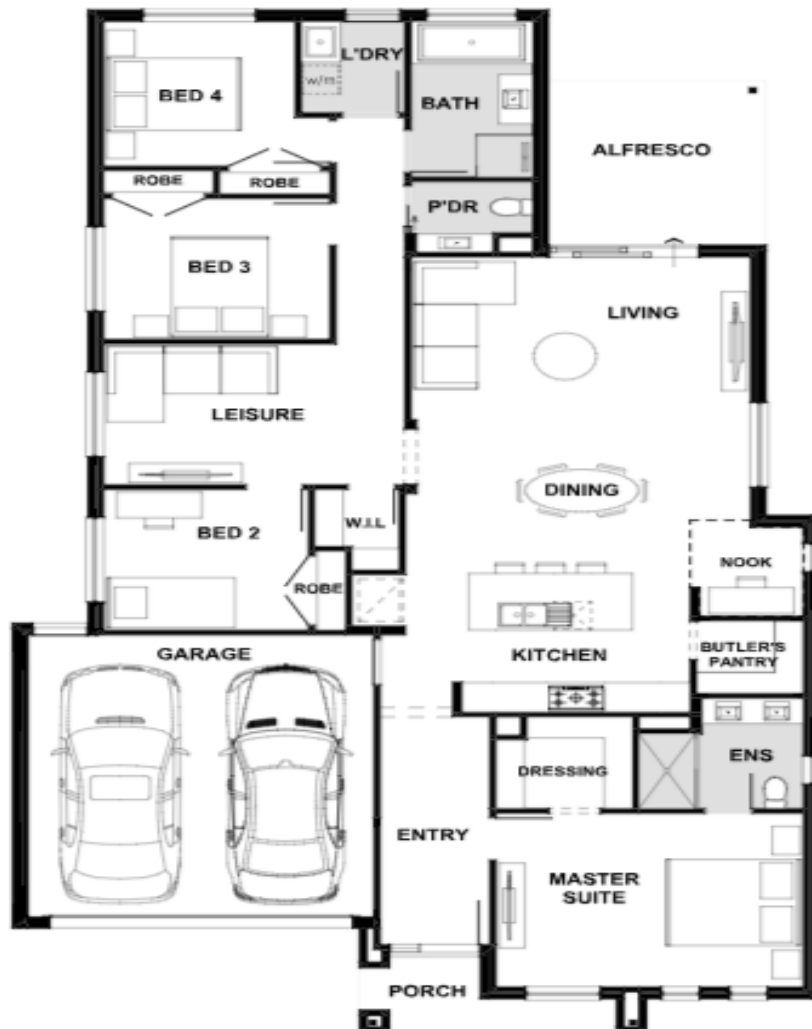 L'DRY
w/m
BED 4
BATH
ALFRESCO
ROBE
ROBE
P'DR
BED 3
LIVING
LEISURE
DINING
W.I.L
BED 2
NOOK
ROBE
BUTLER'S
PANTRY
GARAGE
KITCHEN
ENS
DRESSING
ENTRY
MASTER
SUITE
PORCH